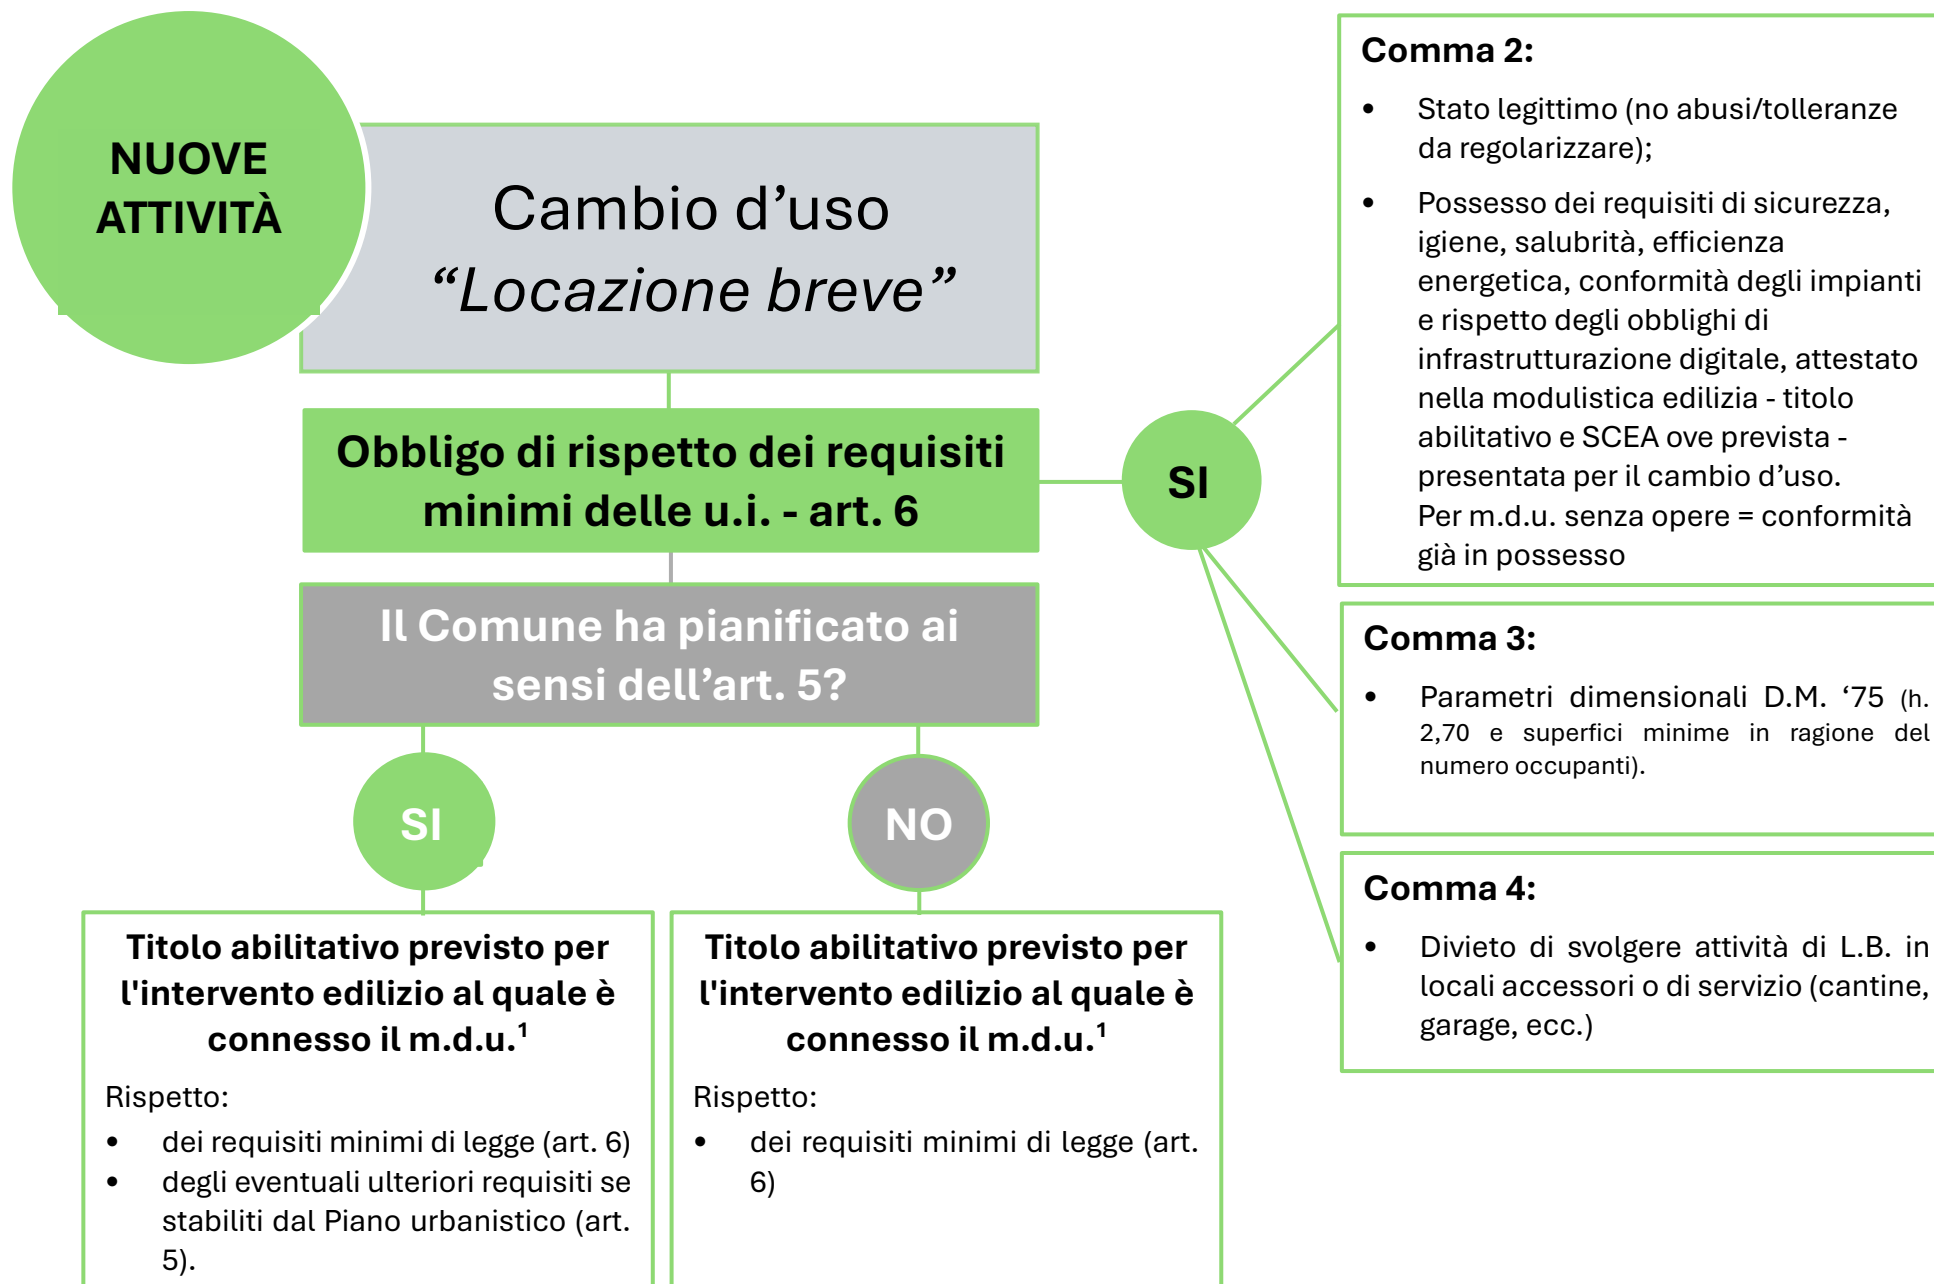 NUOVE
ATTIVITÀ
Cambio d’uso
“Locazione breve”
Obbligo di rispetto dei requisiti
minimi delle u.i. - art. 6
SI
Il Comune ha pianificato ai
sensi dell’art. 5?
SI
NO
Titolo abilitativo previsto per
l'intervento edilizio al quale è
connesso il m.d.u.¹
Rispetto:
• dei requisiti minimi di legge (art. 6)
• degli eventuali ulteriori requisiti se
stabiliti dal Piano urbanistico (art.
5).
Titolo abilitativo previsto per
l'intervento edilizio al quale è
connesso il m.d.u.¹
Rispetto:
• dei requisiti minimi di legge (art.
6)
Comma 2:
• Stato legittimo (no abusi/tolleranze
da regolarizzare);
• Possesso dei requisiti di sicurezza,
igiene, salubrità, efficienza
energetica, conformità degli impianti
e rispetto degli obblighi di
infrastrutturazione digitale, attestato
nella modulistica edilizia - titolo
abilitativo e SCEA ove prevista -
presentata per il cambio d’uso.
Per m.d.u. senza opere = conformità
già in possesso
Comma 3:
• Parametri dimensionali D.M. ‘75 (h.
2,70 e superfici minime in ragione del
numero occupanti).
Comma 4:
• Divieto di svolgere attività di L.B. in
locali accessori o di servizio (cantine,
garage, ecc.)